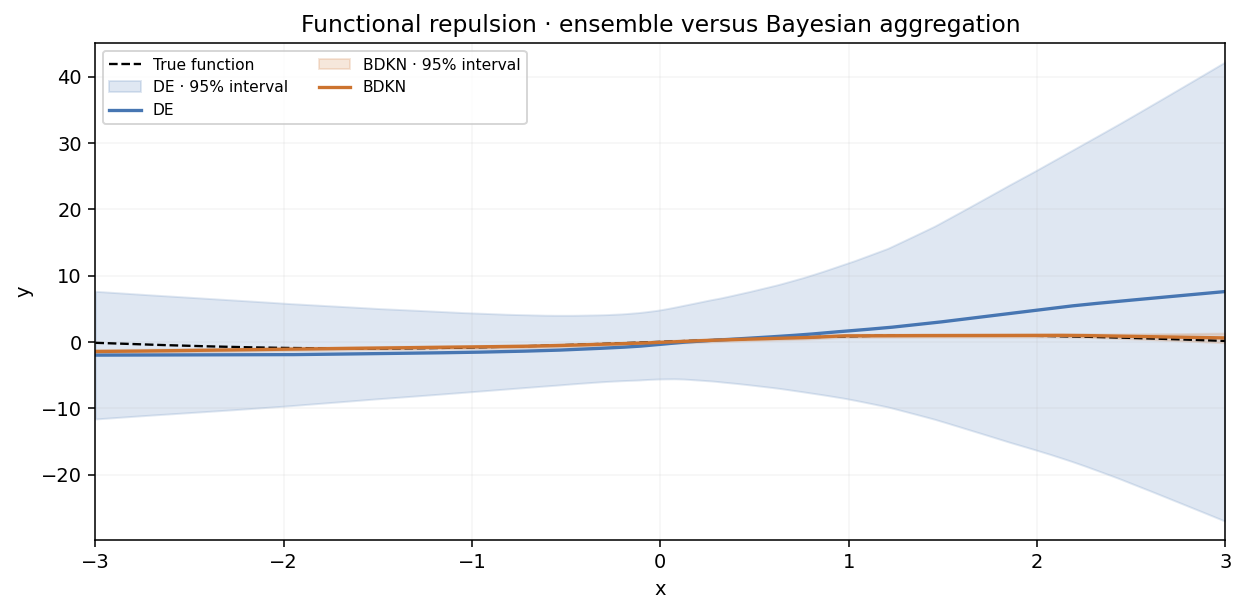 Functional repulsion · ensemble versus Bayesian aggregation
True function
DE · 95% interval
DE
BDKN · 95% interval
BDKN
y
40
30
20
10
0
−10
−20
−3
−2
−1
0
1
2
3
x